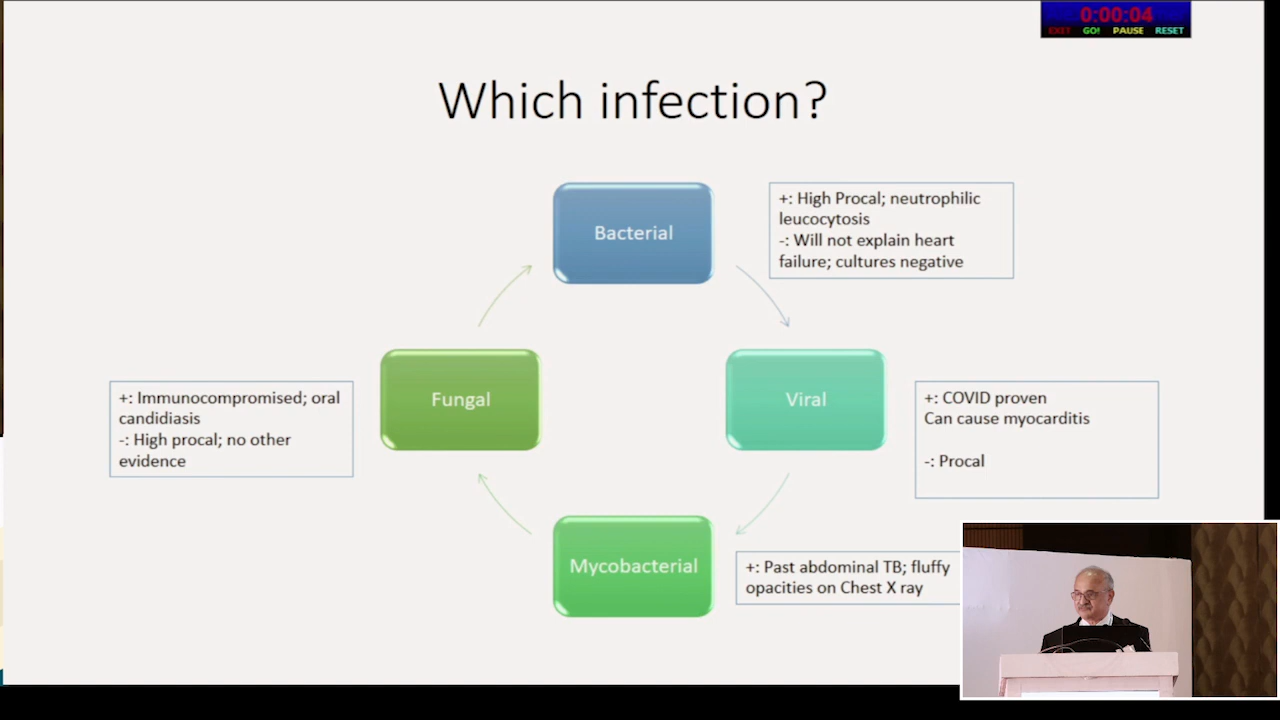 0:00:04
EXIT GO! PAUSE RESET
Which infection?
Bacterial
+: High Procal; neutrophilic
leucocytosis
-: Will not explain heart
failure; cultures negative
Fungal
+: Immunocompromised; oral
candidiasis
-: High procal; no other
evidence
Viral
+: COVID proven
Can cause myocarditis
-: Procal
Mycobacterial
+: Past abdominal TB; fluffy
opacities on Chest X ray